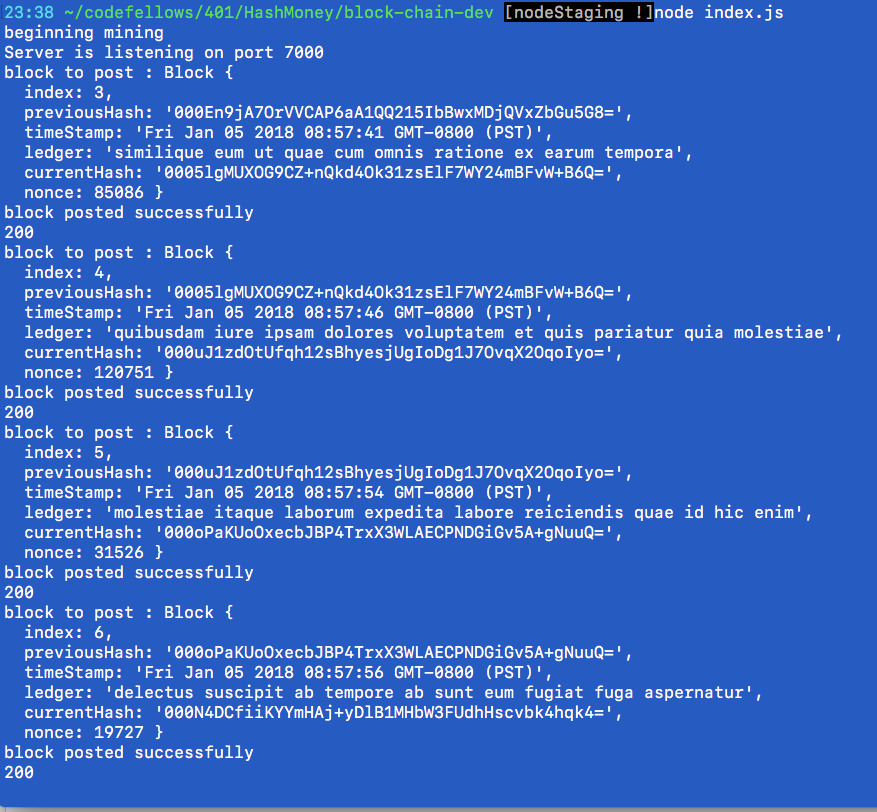 23:38 ~/codefellows/401/HashMoney/block-chain-dev [nodeStaging !]node index.js
beginning mining
Server is listening on port 7000
block to post : Block {
  index: 3,
  previousHash: '000En9jA7OrVVCAP6aA1QQ215IbBwxMDjQVxZbGu5G8=',
  timeStamp: 'Fri Jan 05 2018 08:57:41 GMT-0800 (PST)',
  ledger: 'similique eum ut quae cum omnis ratione ex earum tempora',
  currentHash: '0005lgMUXOG9CZ+nQkd4Ok31zsElF7WY24mBFvW+B6Q=',
  nonce: 85086 }
block posted successfully
200
block to post : Block {
  index: 4,
  previousHash: '0005lgMUXOG9CZ+nQkd4Ok31zsElF7WY24mBFvW+B6Q=',
  timeStamp: 'Fri Jan 05 2018 08:57:46 GMT-0800 (PST)',
  ledger: 'quibusdam iure ipsam dolores voluptatem et quis pariatur quia molestiae',
  currentHash: '000uJ1zdOtUfqh12sBhyesjUgIoDg1J7OvqX2OqoIyo=',
  nonce: 120751 }
block posted successfully
200
block to post : Block {
  index: 5,
  previousHash: '000uJ1zdOtUfqh12sBhyesjUgIoDg1J7OvqX2OqoIyo=',
  timeStamp: 'Fri Jan 05 2018 08:57:54 GMT-0800 (PST)',
  ledger: 'molestiae itaque laborum expedita labore reiciendis quae id hic enim',
  currentHash: '000oPaKUoOxecbJBP4TrxX3WLAECPNDGiGv5A+gNuuQ=',
  nonce: 31526 }
block posted successfully
200
block to post : Block {
  index: 6,
  previousHash: '000oPaKUoOxecbJBP4TrxX3WLAECPNDGiGv5A+gNuuQ=',
  timeStamp: 'Fri Jan 05 2018 08:57:56 GMT-0800 (PST)',
  ledger: 'delectus suscipit ab tempore ab sunt eum fugiat fuga aspernatur',
  currentHash: '000N4DCfiiKYYmHAj+yDlB1MHbW3FUdhHscvbk4hqk4=',
  nonce: 19727 }
block posted successfully
200